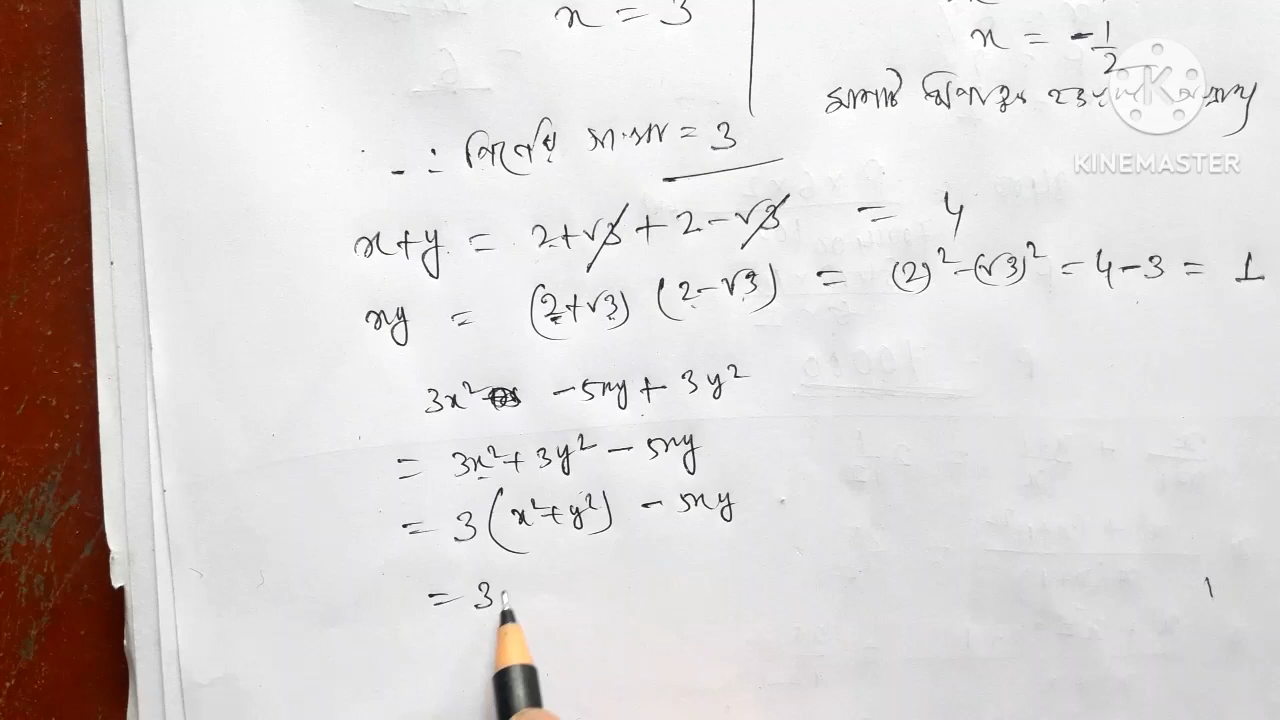 x = 3
x = -1/2
∴ নির্ণেয় সংখ্যা = 3
KINEMASTER
x+y = 2+√3 + 2-√3 = 4
xy = (2+√3) (2-√3) = (2)² - (√3)² = 4-3 = 1
3x² - 5xy + 3y²
= 3x² + 3y² - 5xy
= 3(x²+y²) - 5xy
= 3